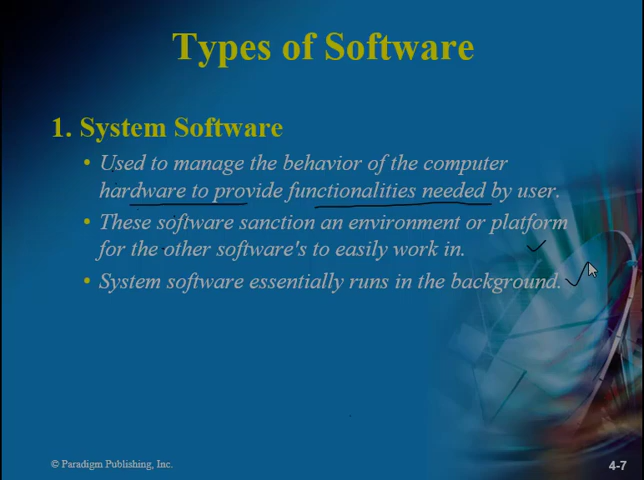 Types of Software
1. System Software
• Used to manage the behavior of the computer
hardware to provide functionalities needed by user.
• These software sanction an environment or platform
for the other software's to easily work in.
• System software essentially runs in the background.
© Paradigm Publishing, Inc.
4-7